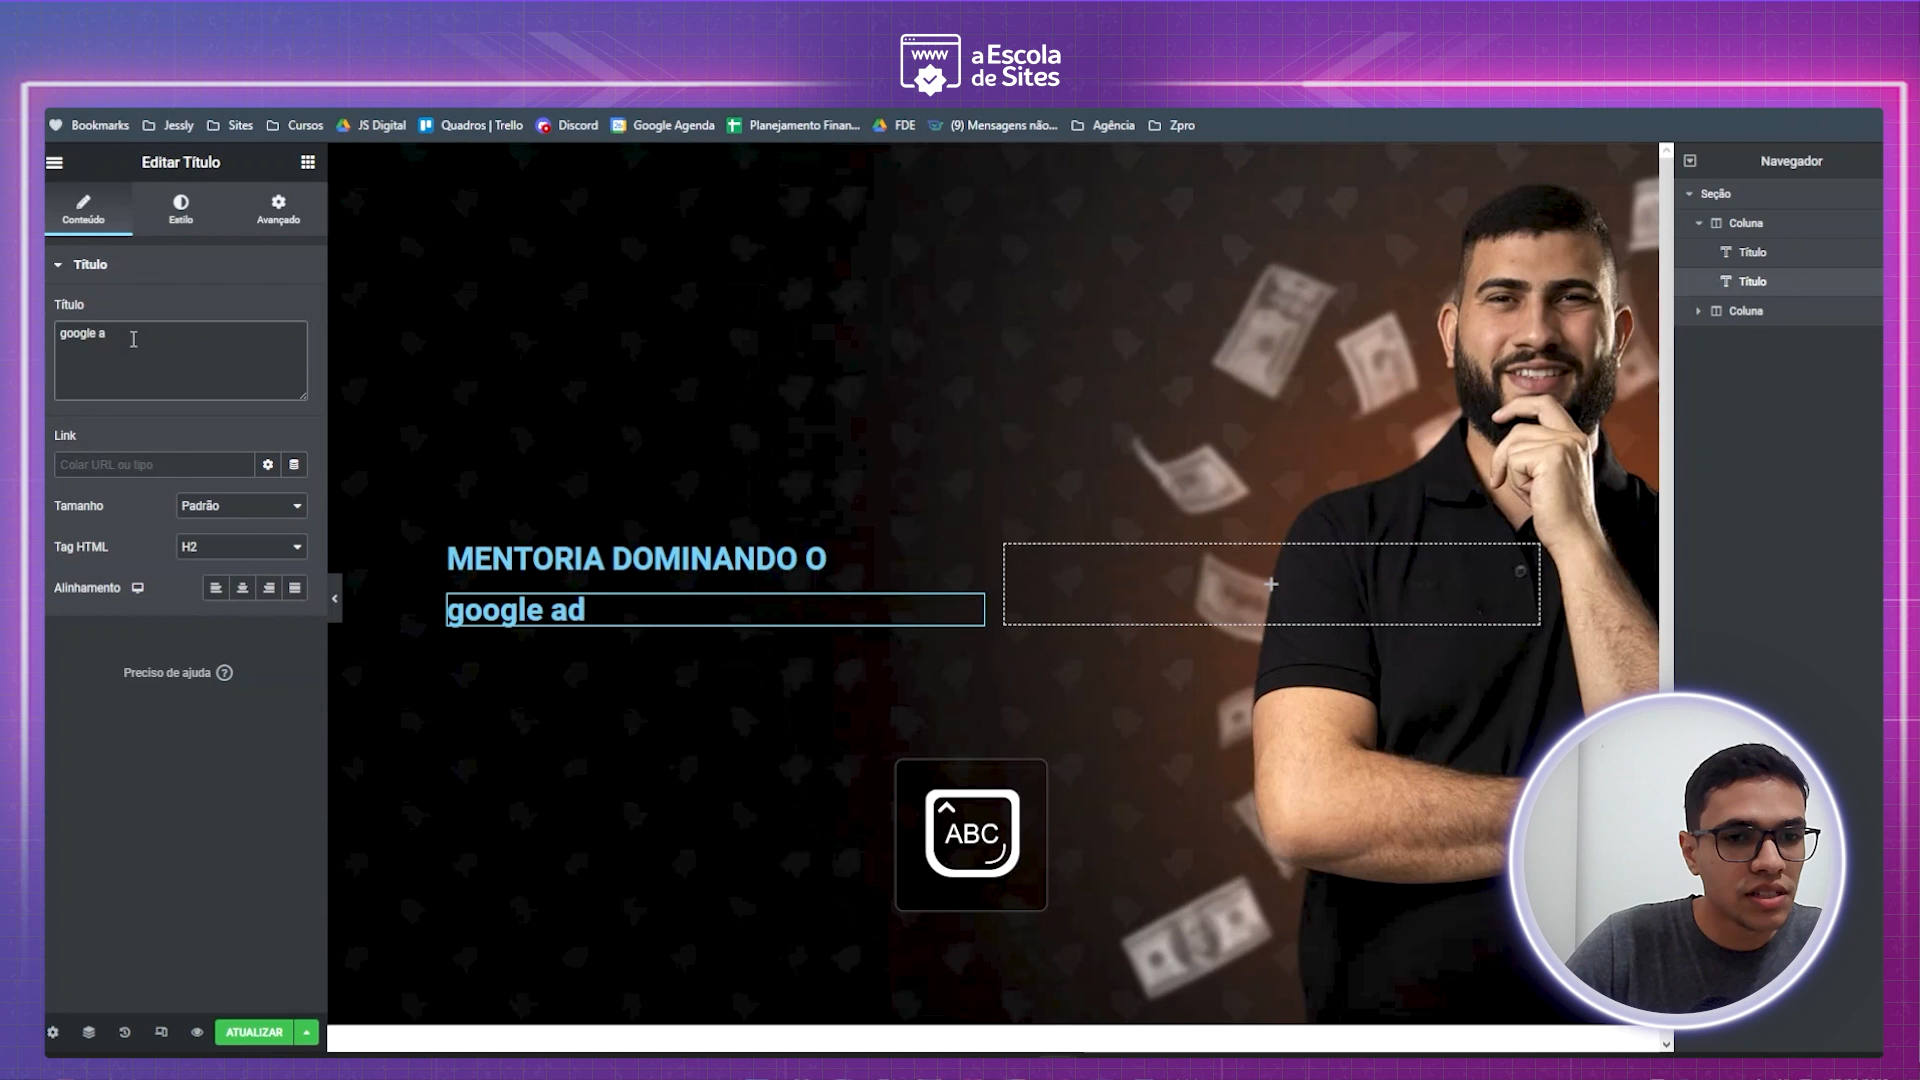 www
a Escola
de Sites
Bookmarks Jessly Sites Cursos JS Digital Quadros | Trello Discord Google Agenda Planejamento Finan... FDE (9) Mensagens não... Agência Zpro
Editar Título
Conteúdo Estilo Avançado
Título
Título
google a
Link
Colar URL ou tipo
Tamanho Padrão
Tag HTML H2
Alinhamento
Preciso de ajuda ?
ATUALIZAR
MENTORIA DOMINANDO O
google ad
ABC
Navegador
Seção
Coluna
Título
Título
Coluna